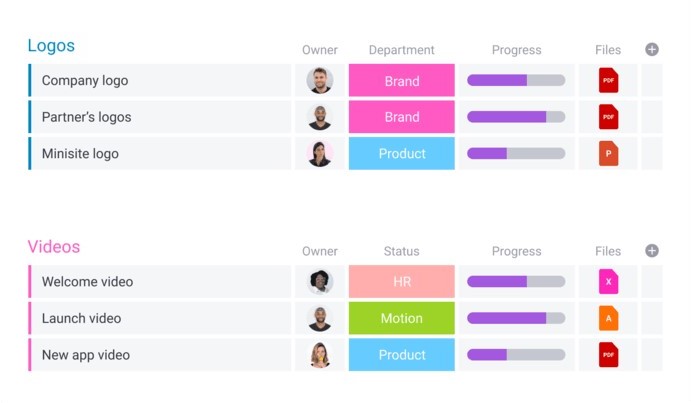 Logos
Owner Department Progress Files
Company logo Brand PDF
Partner's logos Brand PDF
Minisite logo Product P
Videos
Owner Status Progress Files
Welcome video HR X
Launch video Motion A
New app video Product PDF